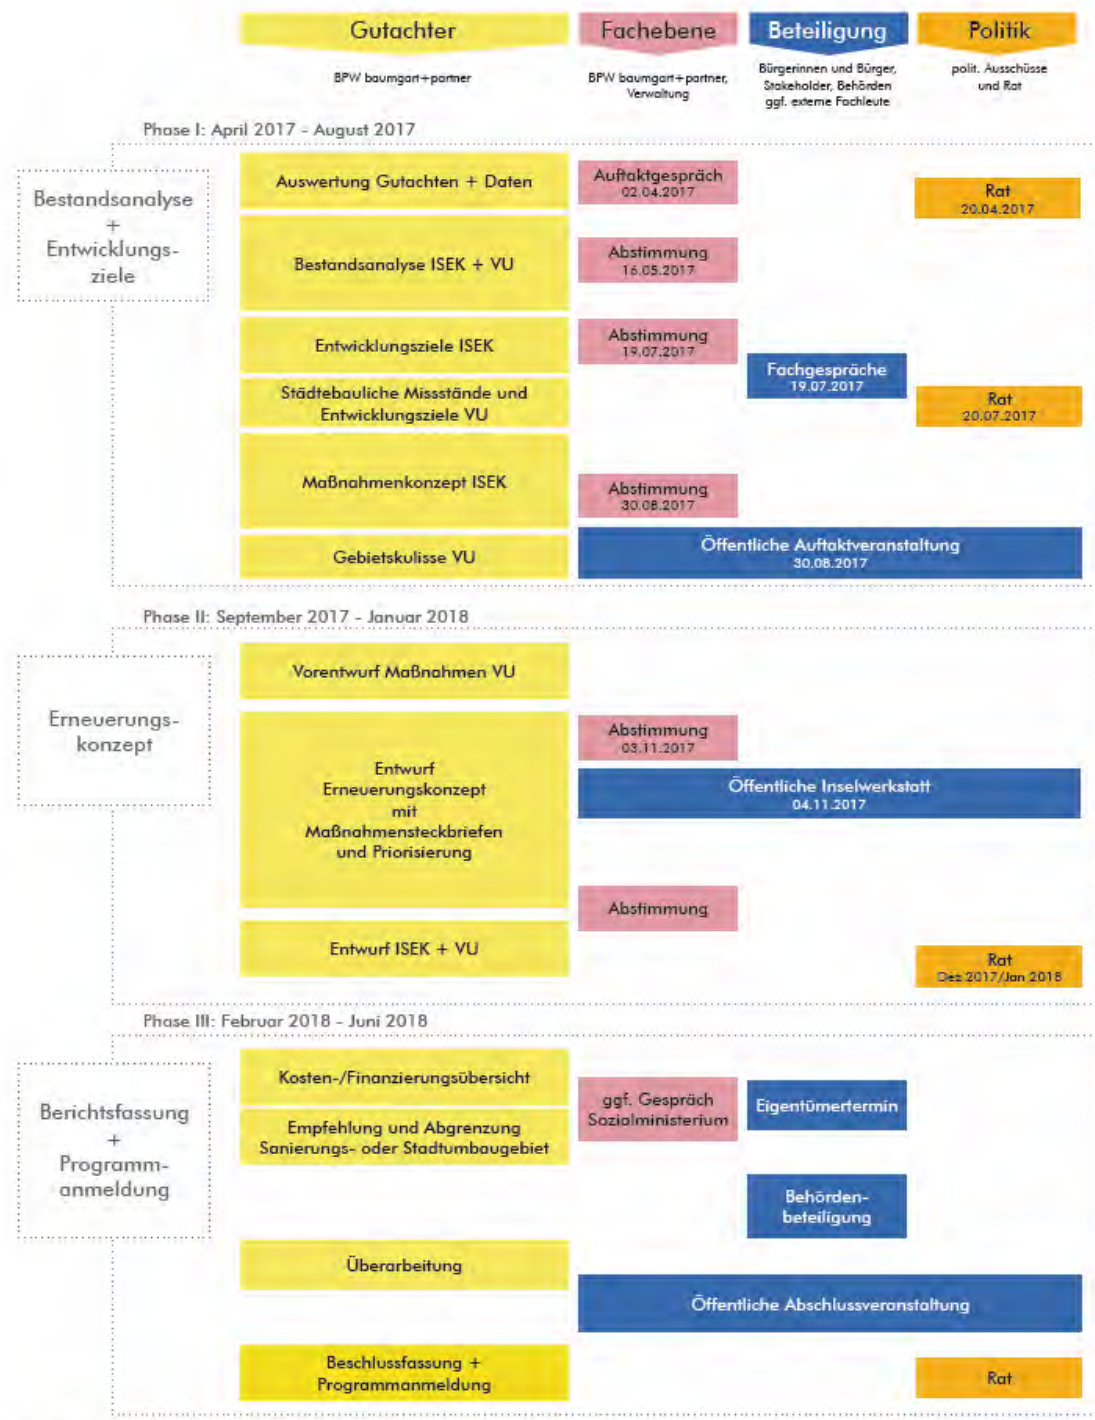 Gutachter
Fachebene
Beteiligung
Politik
BPW baumgart+partner
BPW baumgart+partner,
Verwaltung
Bürgerinnen und Bürger,
Stakeholder, Behörden
ggf. externe Fachleute
polit. Ausschüsse
und Rat
Phase I: April 2017 - August 2017
Bestandsanalyse
+
Entwicklungs-
ziele
Auswertung Gutachten + Daten
Auftaktgespräch
02.04.2017
Rat
20.04.2017
Bestandsanalyse ISEK + VU
Abstimmung
16.05.2017
Entwicklungsziele ISEK
Abstimmung
19.07.2017
Fachgespräche
19.07.2017
Städtebauliche Missstände und
Entwicklungsziele VU
Rat
20.07.2017
Maßnahmenkonzept ISEK
Abstimmung
30.08.2017
Gebietskulisse VU
Öffentliche Auftaktveranstaltung
30.08.2017
Phase II: September 2017 - Januar 2018
Erneuerungs-
konzept
Vorentwurf Maßnahmen VU
Entwurf
Erneuerungskonzept
mit
Maßnahmensteckbriefen
und Priorisierung
Abstimmung
03.11.2017
Öffentliche Inselwerkstatt
04.11.2017
Abstimmung
Entwurf ISEK + VU
Rat
Dez 2017/Jan 2018
Phase III: Februar 2018 - Juni 2018
Berichtsfassung
+
Programm-
anmeldung
Kosten-/Finanzierungsübersicht
Empfehlung und Abgrenzung
Sanierungs- oder Stadtumbaugebiet
ggf. Gespräch
Sozialministerium
Eigentümertermin
Behörden-
beteiligung
Überarbeitung
Öffentliche Abschlussveranstaltung
Beschlussfassung +
Programmanmeldung
Rat